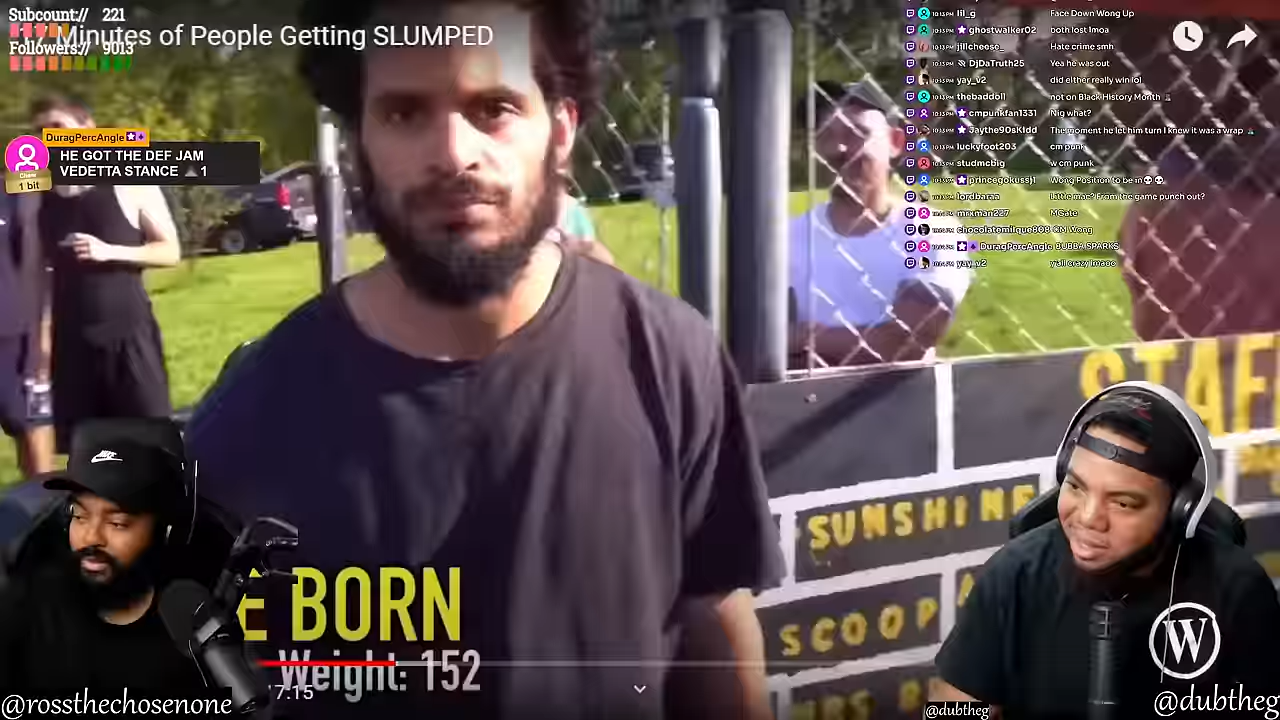 Subcount:// 221
Followers:// 9013
Minutes of People Getting SLUMPED
DuragPercAngle
HE GOT THE DEF JAM
VEDETTA STANCE 1
Cheer
1 bit
lil_g Face Down Wong Up
ghostwalker02 both lost lmoa
jillcheese_ Hate crime smh
DjDaTruth25 Yea he was out
yay_v2 did either really win lol
thebaddoll not on Black History Month
cmpunkfan1331 Nig what?
3aythe90sK1dd The moment he let him turn I knew it was a wrap
luckyfoot203 cm punk
studmcbig w cm punk
princegokussj1 Wong Position to be in
lordbaraa Little mac? From the game punch out?
mrxman227 MGate
chocolatemilque808 Wong
DuragPercAngle BUBBA SPARKS
yay_v2 y'all crazy lmaoo
STAF
SUNSHINE
SCOOP
E BORN
Weight: 152
7:15
W
@rossthechosenone
@dubtheg
@dubtheg